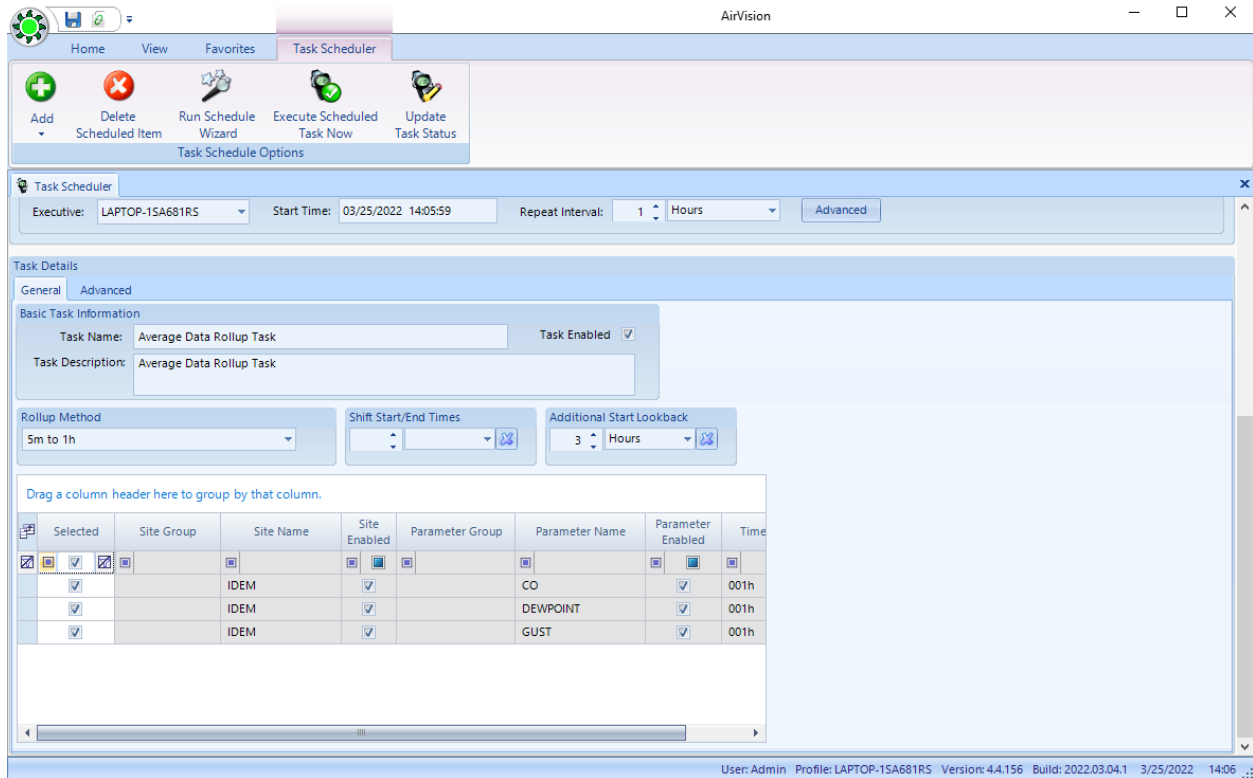 AirVision
Home View Favorites Task Scheduler
Add Delete Scheduled Item Run Schedule Wizard Execute Scheduled Task Now Update Task Status
Task Schedule Options
Task Scheduler
Executive: LAPTOP-1SA681RS Start Time: 03/25/2022 14:05:59 Repeat Interval: 1 Hours Advanced
Task Details
General Advanced
Basic Task Information
Task Name: Average Data Rollup Task Task Enabled
Task Description: Average Data Rollup Task
Rollup Method Shift Start/End Times Additional Start Lookback
5m to 1h 3 Hours
Drag a column header here to group by that column.
Selected Site Group Site Name Site Enabled Parameter Group Parameter Name Parameter Enabled Time
IDEM CO 001h
IDEM DEWPOINT 001h
IDEM GUST 001h
User: Admin Profile: LAPTOP-1SA681RS Version: 4.4.156 Build: 2022.03.04.1 3/25/2022 14:06